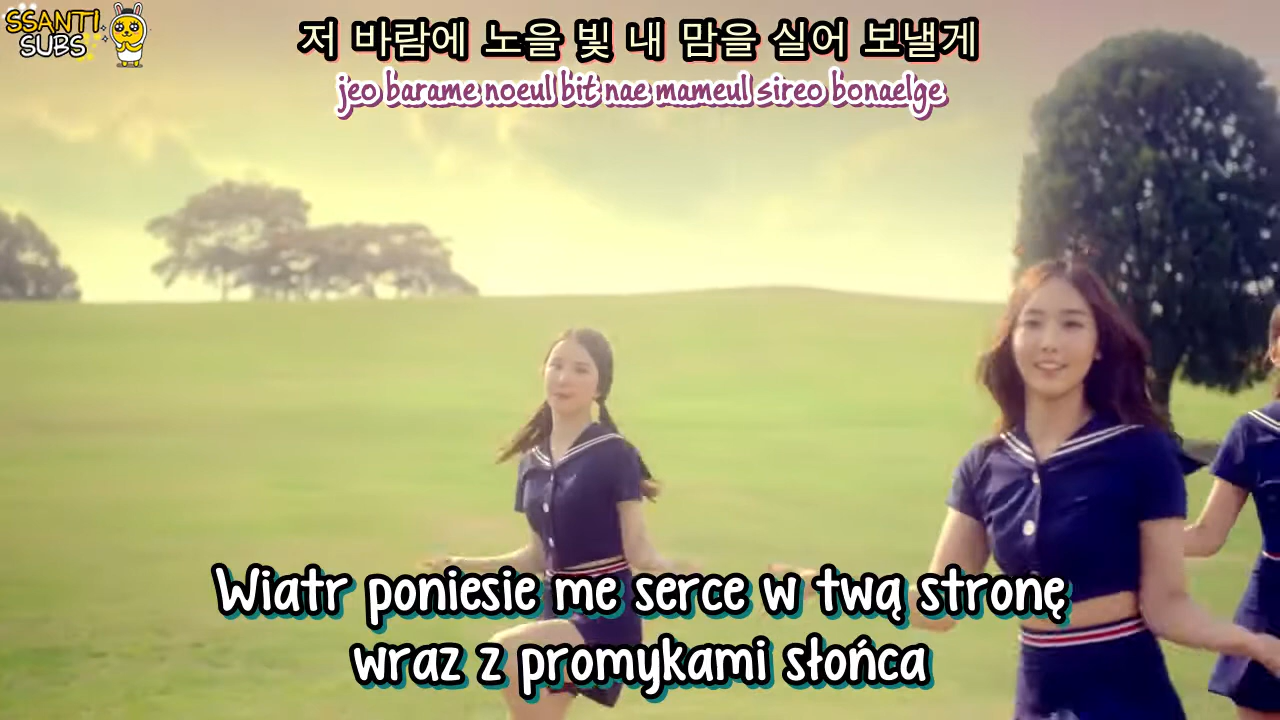 SSANTI
SUBS
저 바람에 노을 빛 내 맘을 실어 보낼게
jeo barame noeul bit nae mameul sireo bonaelge
Wiatr poniesie me serce w twą stronę
wraz z promykami słońca